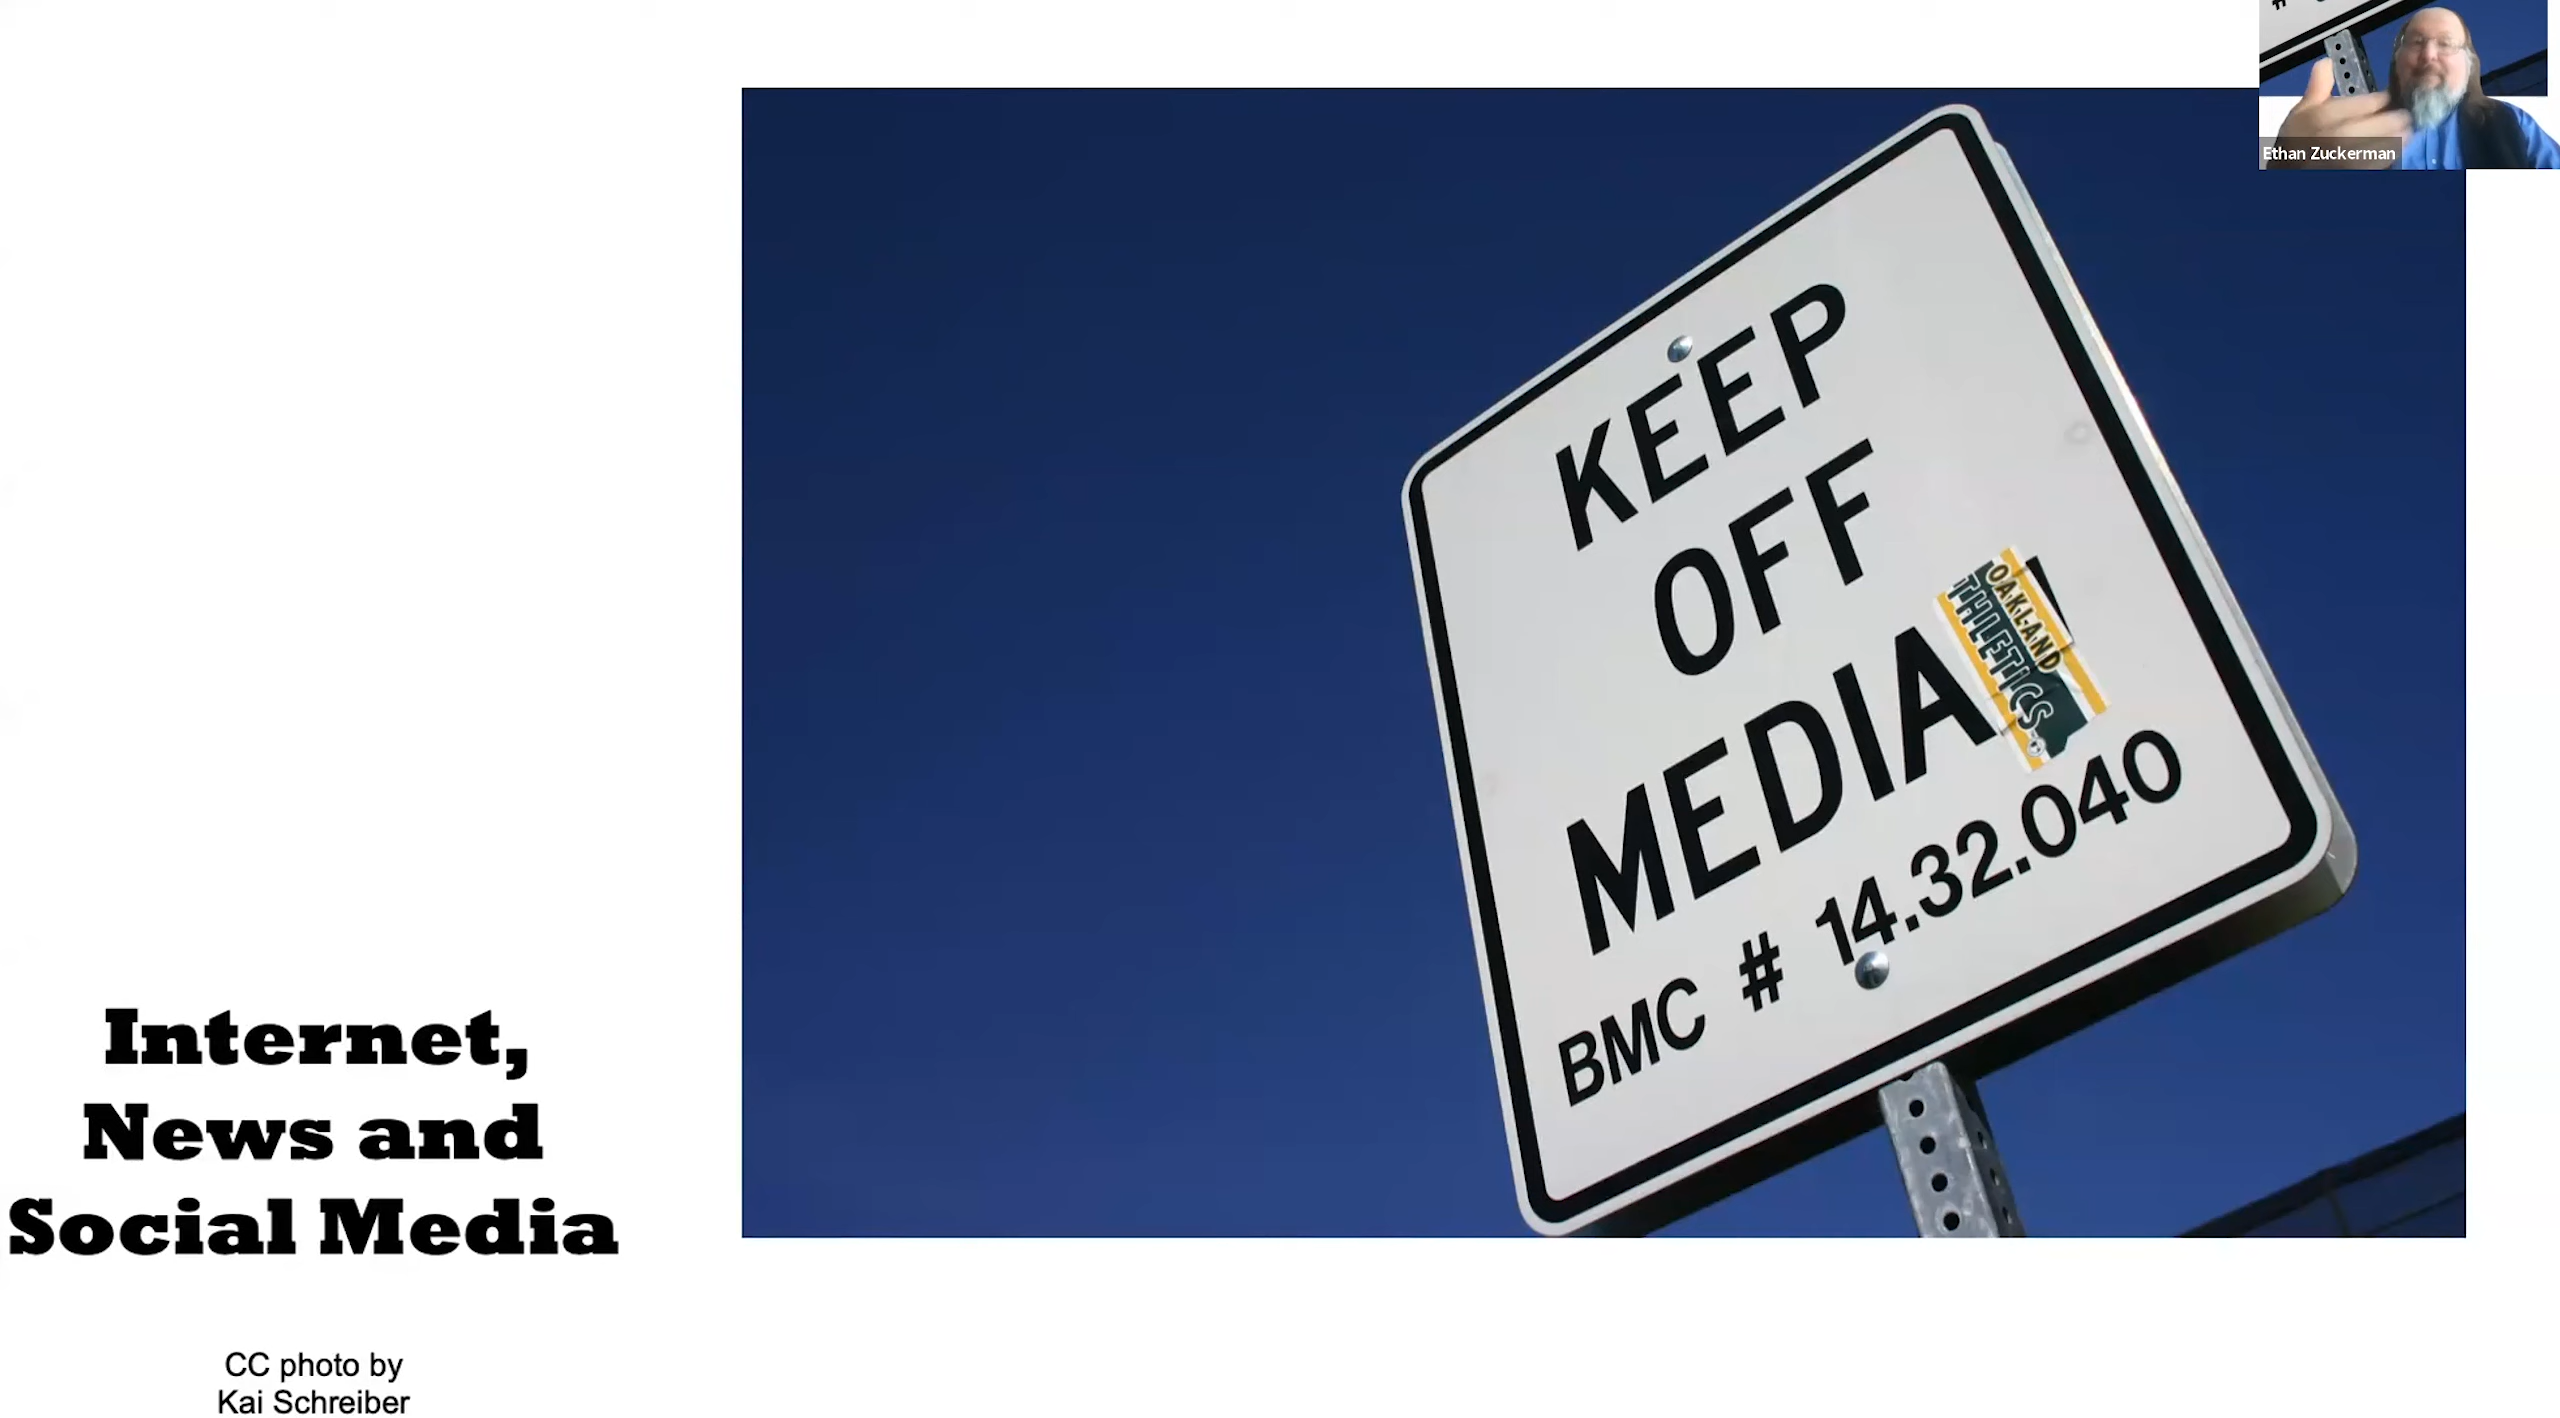 Ethan Zuckerman
KEEP
OFF
MEDIA
OAKLAND
ATHLETICS
BMC # 14.32.040
Internet,
News and
Social Media
CC photo by
Kai Schreiber